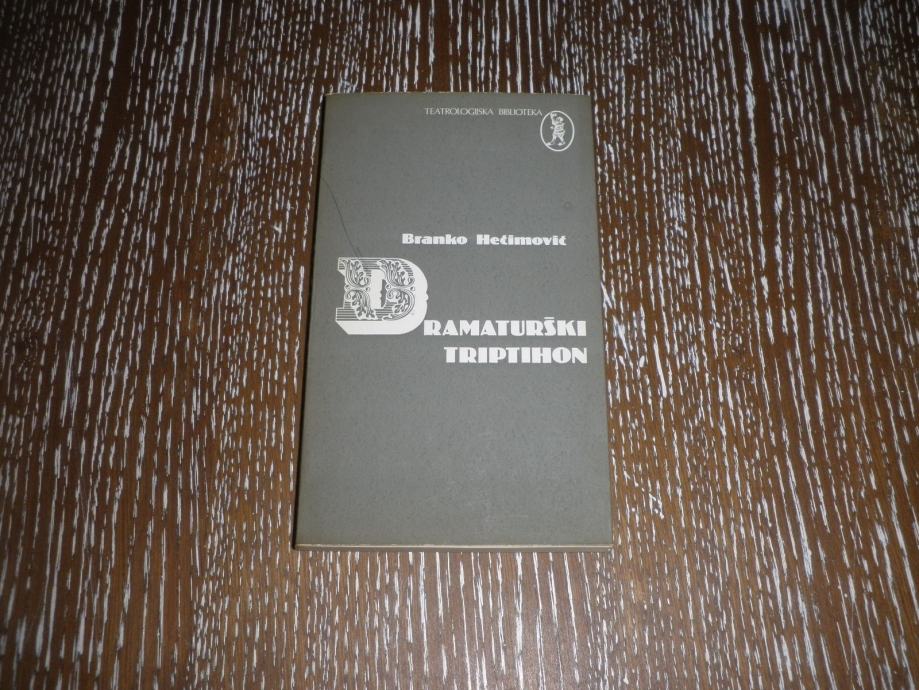 TEATROLOGIJSKA BIBLIOTEKA
Branko Hećimović
DRAMATURŠKI
TRIPTIHON